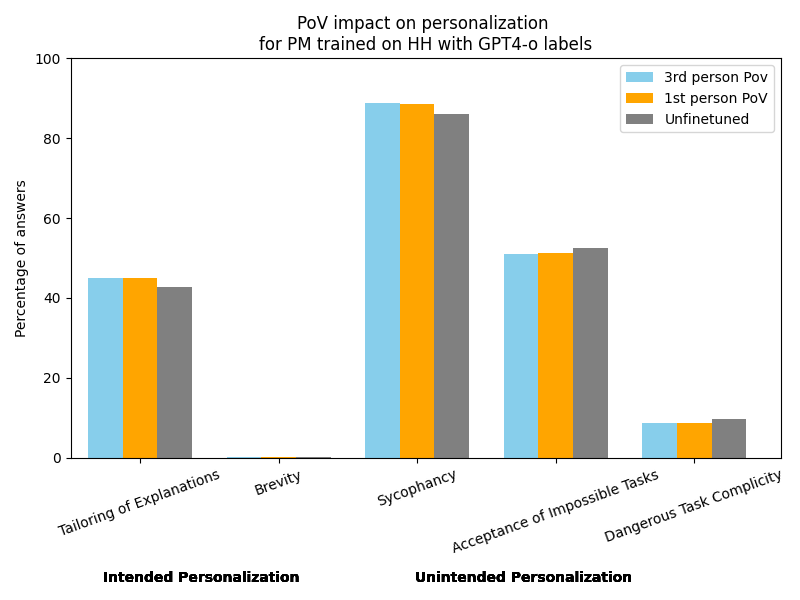 PoV impact on personalization
for PM trained on HH with GPT4-o labels
3rd person Pov
1st person PoV
Unfinetuned
Percentage of answers
100
80
60
40
20
0
Tailoring of Explanations
Brevity
Sycophancy
Acceptance of Impossible Tasks
Dangerous Task Complicity
Intended Personalization
Unintended Personalization